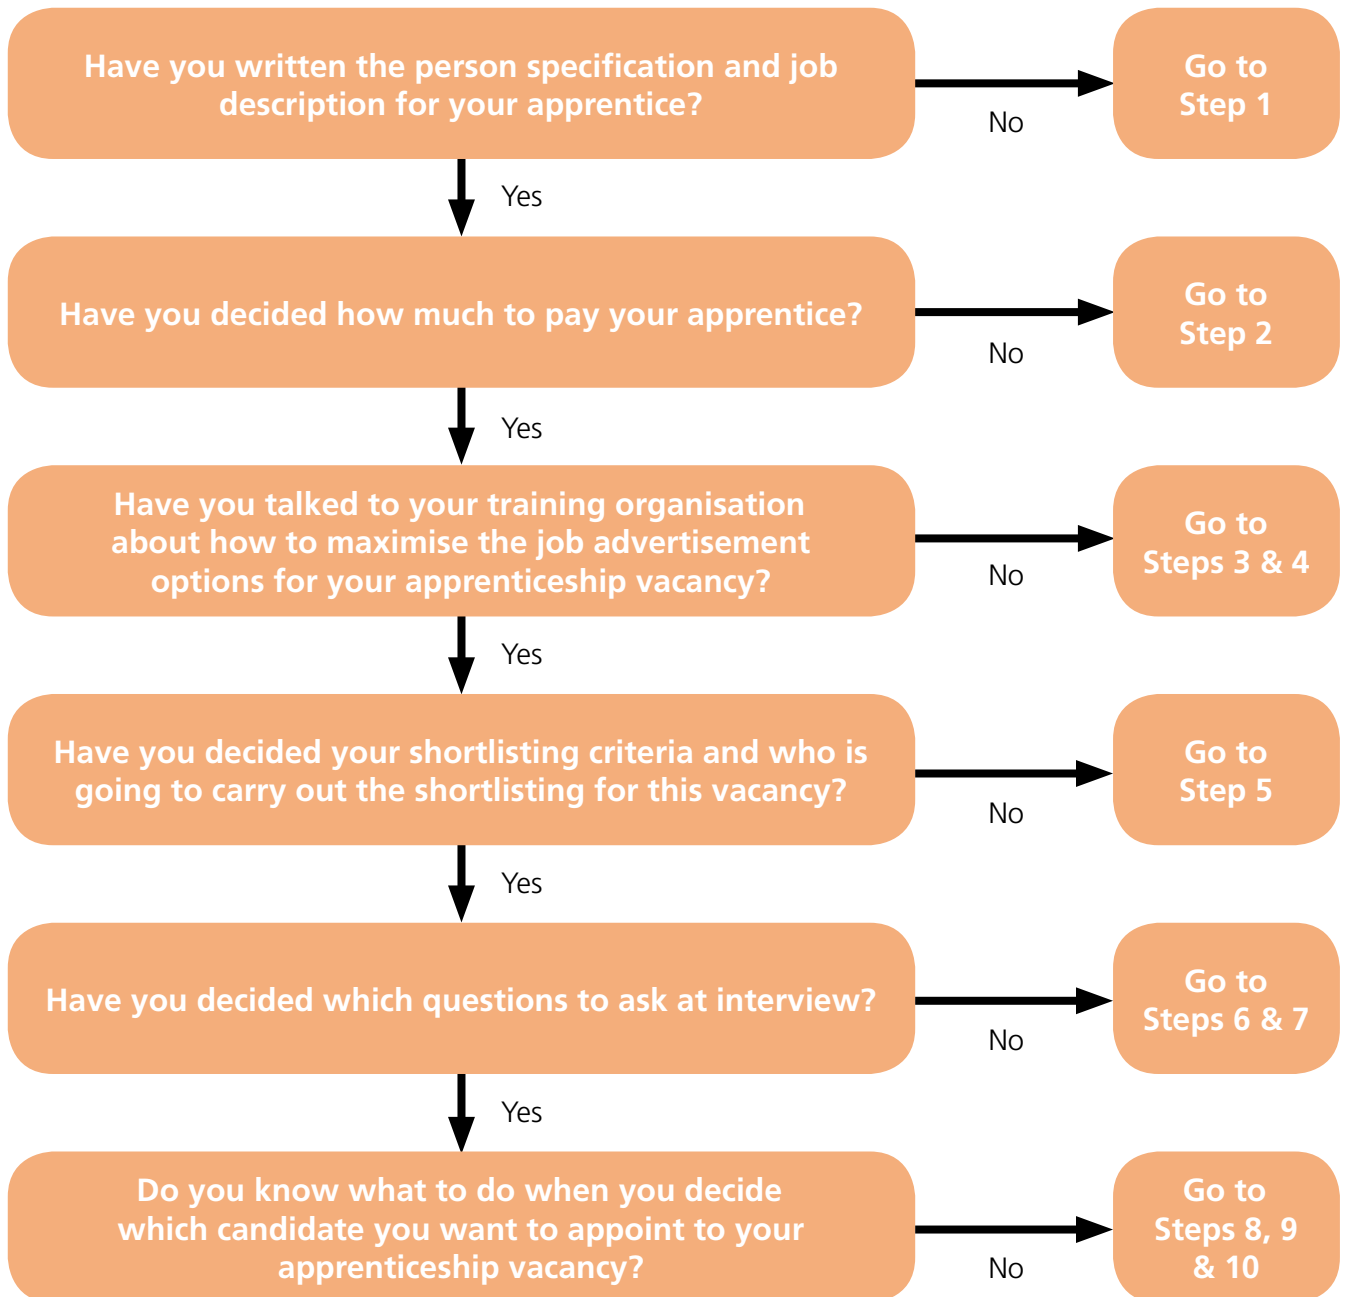 Have you written the person specification and job
description for your apprentice?
No
Go to
Step 1
Yes
Have you decided how much to pay your apprentice?
No
Go to
Step 2
Yes
Have you talked to your training organisation
about how to maximise the job advertisement
options for your apprenticeship vacancy?
No
Go to
Steps 3 & 4
Yes
Have you decided your shortlisting criteria and who is
going to carry out the shortlisting for this vacancy?
No
Go to
Step 5
Yes
Have you decided which questions to ask at interview?
No
Go to
Steps 6 & 7
Yes
Do you know what to do when you decide
which candidate you want to appoint to your
apprenticeship vacancy?
No
Go to
Steps 8, 9
& 10